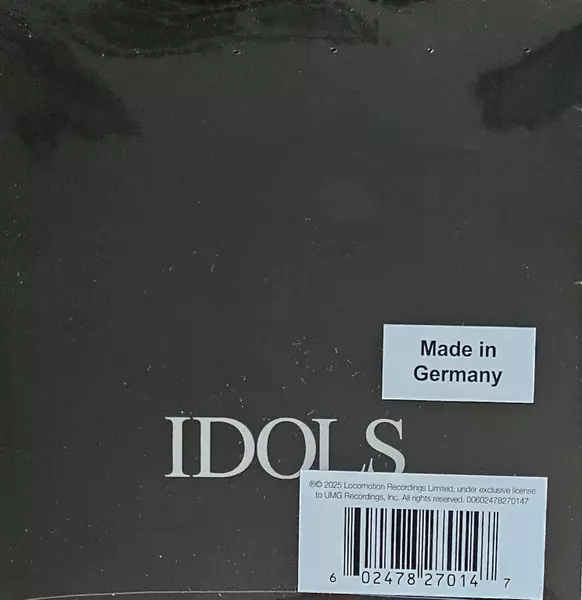 Made in
Germany
IDOLS
℗© 2025 Locomotion Recordings Limited, under exclusive license
to UMG Recordings, Inc. All rights reserved. 00602478270147
6 02478 27014 7